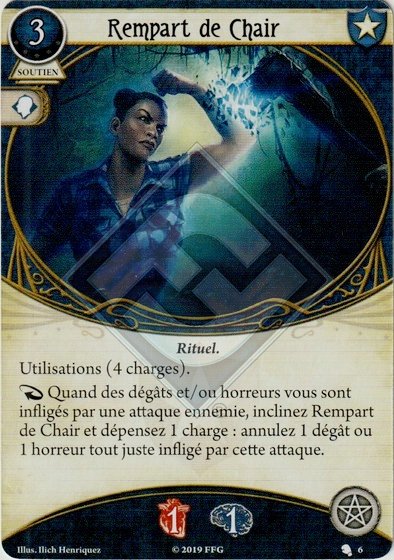 3
Rempart de Chair
SOUTIEN
Rituel.
Utilisations (4 charges).
Quand des dégâts et/ou horreurs vous sont
infligés par une attaque ennemie, inclinez Rempart
de Chair et dépensez 1 charge : annulez 1 dégât ou
1 horreur tout juste infligé par cette attaque.
1
1
Illus. Ilich Henriquez
© 2019 FFG
6